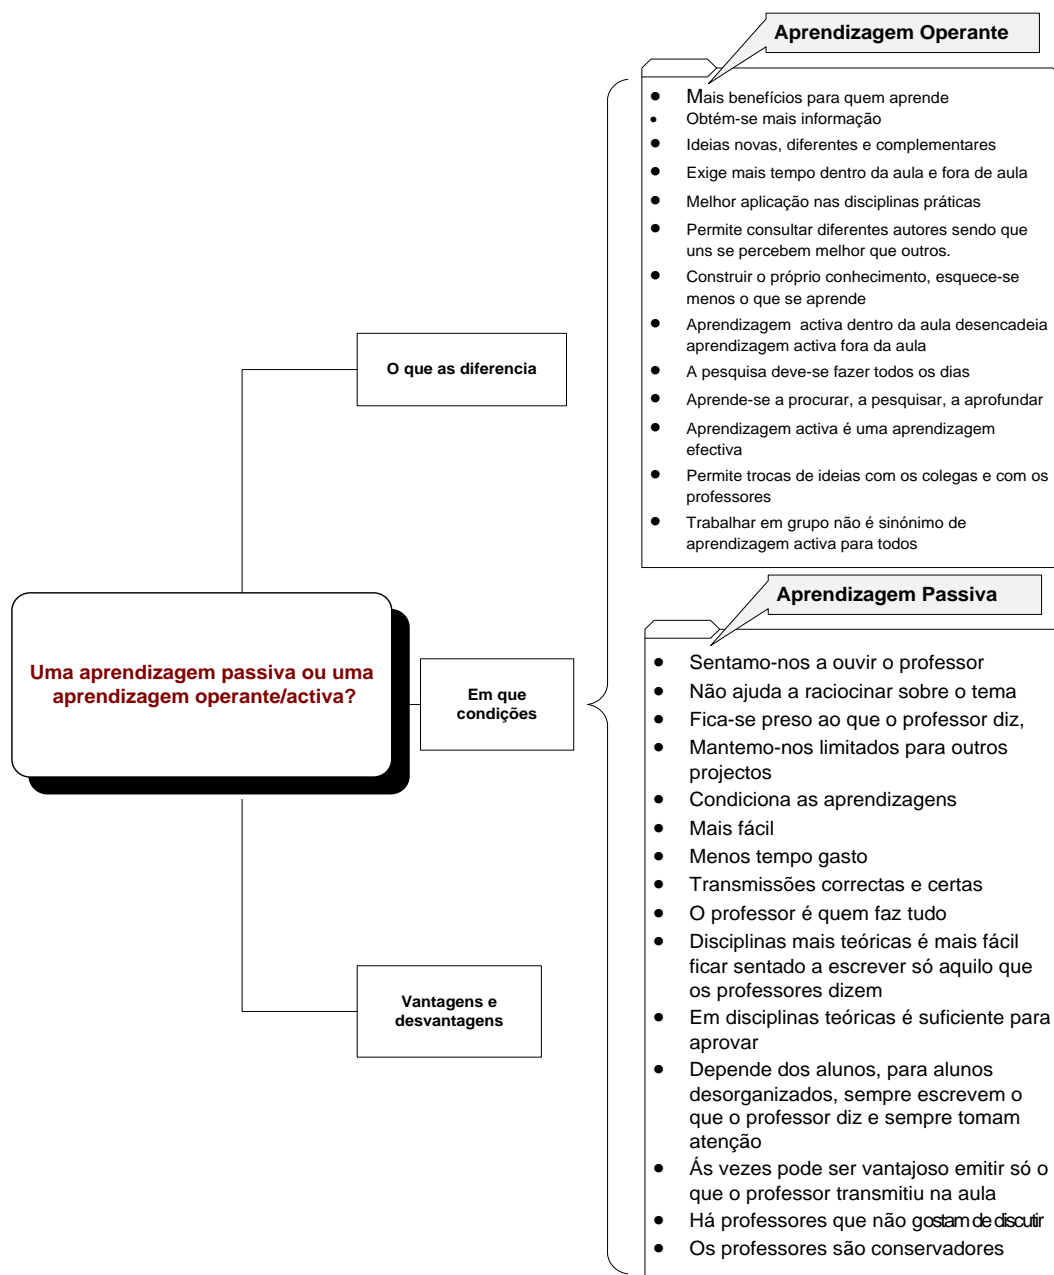 Aprendizagem Operante
• Mais benefícios para quem aprende
• Obtém-se mais informação
• Ideias novas, diferentes e complementares
• Exige mais tempo dentro da aula e fora de aula
• Melhor aplicação nas disciplinas práticas
• Permite consultar diferentes autores sendo que
uns se percebem melhor que outros.
• Construir o próprio conhecimento, esquece-se
menos o que se aprende
• Aprendizagem activa dentro da aula desencadeia
aprendizagem activa fora da aula
• A pesquisa deve-se fazer todos os dias
• Aprende-se a procurar, a pesquisar, a aprofundar
• Aprendizagem activa é uma aprendizagem
efectiva
• Permite trocas de ideias com os colegas e com os
professores
• Trabalhar em grupo não é sinónimo de
aprendizagem activa para todos
O que as diferencia
Uma aprendizagem passiva ou uma
aprendizagem operante/activa?
Em que
condições
Vantagens e
desvantagens
Aprendizagem Passiva
• Sentamo-nos a ouvir o professor
• Não ajuda a raciocinar sobre o tema
• Fica-se preso ao que o professor diz,
• Mantemo-nos limitados para outros
projectos
• Condiciona as aprendizagens
• Mais fácil
• Menos tempo gasto
• Transmissões correctas e certas
• O professor é quem faz tudo
• Disciplinas mais teóricas é mais fácil
ficar sentado a escrever só aquilo que
os professores dizem
• Em disciplinas teóricas é suficiente para
aprovar
• Depende dos alunos, para alunos
desorganizados, sempre escrevem o
que o professor diz e sempre tomam
atenção
• Ás vezes pode ser vantajoso emitir só o
que o professor transmitiu na aula
• Há professores que não gostam de discutir
• Os professores são conservadores